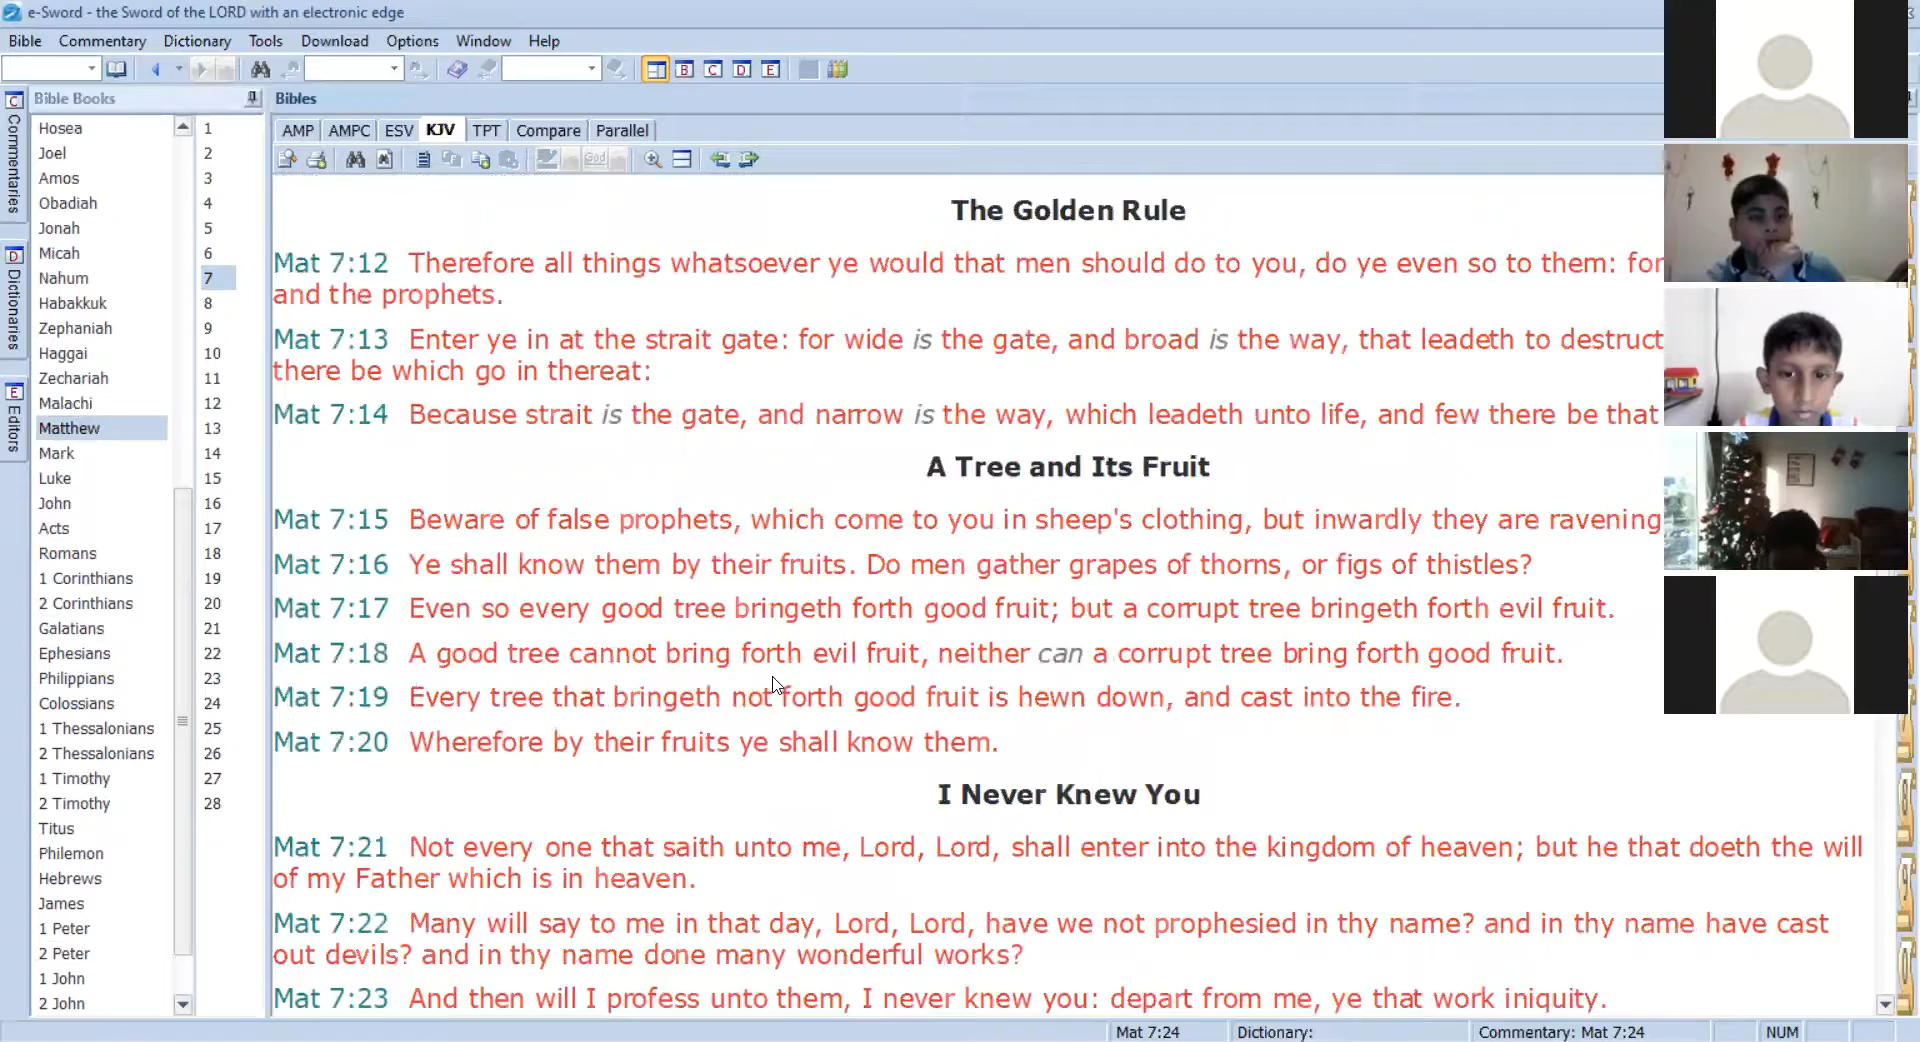 e-Sword - the Sword of the LORD with an electronic edge
Bible Commentary Dictionary Tools Download Options Window Help
B C D E
Bible Books
Bibles
C Commentaries
D Dictionaries
E Editors
AMP AMPC ESV KJV TPT Compare Parallel
God
Hosea
Joel
Amos
Obadiah
Jonah
Micah
Nahum
Habakkuk
Zephaniah
Haggai
Zechariah
Malachi
Matthew
Mark
Luke
John
Acts
Romans
1 Corinthians
2 Corinthians
Galatians
Ephesians
Philippians
Colossians
1 Thessalonians
2 Thessalonians
1 Timothy
2 Timothy
Titus
Philemon
Hebrews
James
1 Peter
2 Peter
1 John
2 John
1
2
3
4
5
6
7
8
9
10
11
12
13
14
15
16
17
18
19
20
21
22
23
24
25
26
27
28
The Golden Rule
Mat 7:12 Therefore all things whatsoever ye would that men should do to you, do ye even so to them: for
and the prophets.
Mat 7:13 Enter ye in at the strait gate: for wide is the gate, and broad is the way, that leadeth to destruct
there be which go in thereat:
Mat 7:14 Because strait is the gate, and narrow is the way, which leadeth unto life, and few there be that
A Tree and Its Fruit
Mat 7:15 Beware of false prophets, which come to you in sheep's clothing, but inwardly they are ravening
Mat 7:16 Ye shall know them by their fruits. Do men gather grapes of thorns, or figs of thistles?
Mat 7:17 Even so every good tree bringeth forth good fruit; but a corrupt tree bringeth forth evil fruit.
Mat 7:18 A good tree cannot bring forth evil fruit, neither can a corrupt tree bring forth good fruit.
Mat 7:19 Every tree that bringeth not forth good fruit is hewn down, and cast into the fire.
Mat 7:20 Wherefore by their fruits ye shall know them.
I Never Knew You
Mat 7:21 Not every one that saith unto me, Lord, Lord, shall enter into the kingdom of heaven; but he that doeth the will
of my Father which is in heaven.
Mat 7:22 Many will say to me in that day, Lord, Lord, have we not prophesied in thy name? and in thy name have cast
out devils? and in thy name done many wonderful works?
Mat 7:23 And then will I profess unto them, I never knew you: depart from me, ye that work iniquity.
Mat 7:24 Dictionary: Commentary: Mat 7:24 NUM